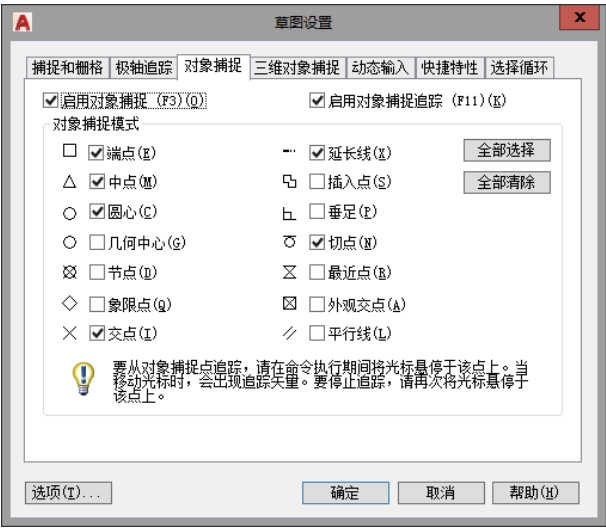 草图设置
捕捉和栅格 极轴追踪 对象捕捉 三维对象捕捉 动态输入 快捷特性 选择循环
启用对象捕捉 (F3)(O) 启用对象捕捉追踪 (F11)(K)
对象捕捉模式
端点(E) 延长线(X) 全部选择
中点(M) 插入点(S) 全部清除
圆心(C) 垂足(P)
几何中心(G) 切点(N)
节点(D) 最近点(R)
象限点(Q) 外观交点(A)
交点(I) 平行线(L)
要从对象捕捉点追踪，请在命令执行期间将光标悬停于该点上。当
移动光标时，会出现追踪矢量。要停止追踪，请再次将光标悬停于
该点上。
选项(T)... 确定 取消 帮助(H)